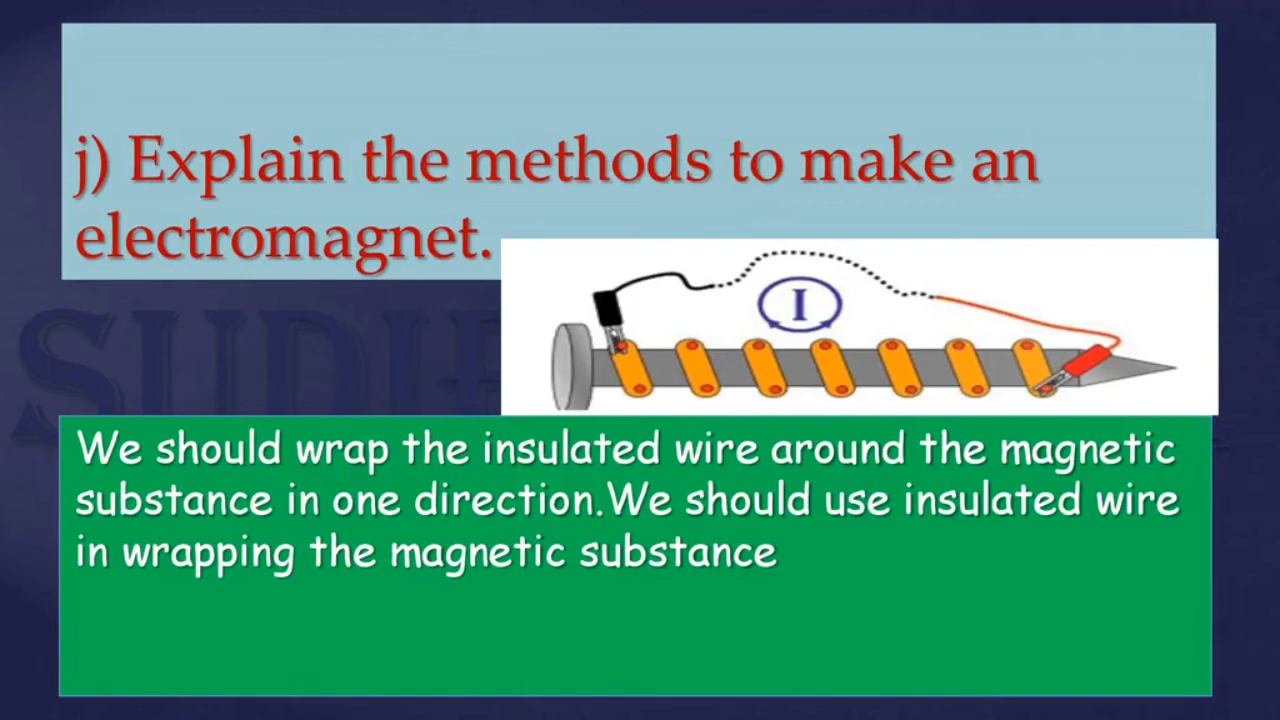 j) Explain the methods to make an
electromagnet.
I
We should wrap the insulated wire around the magnetic
substance in one direction.We should use insulated wire
in wrapping the magnetic substance